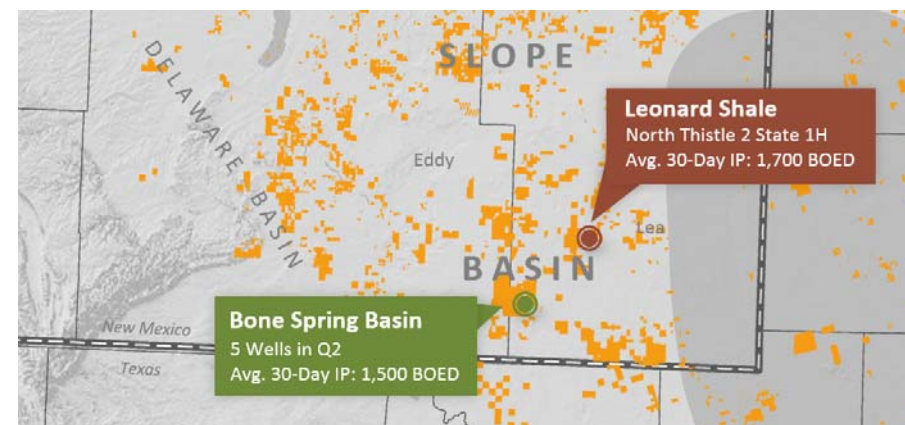 DELAWARE BASIN
SLOPE
Leonard Shale
North Thistle 2 State 1H
Avg. 30-Day IP: 1,700 BOED
Eddy
Lea
BASIN
Bone Spring Basin
5 Wells in Q2
Avg. 30-Day IP: 1,500 BOED
New Mexico
Texas